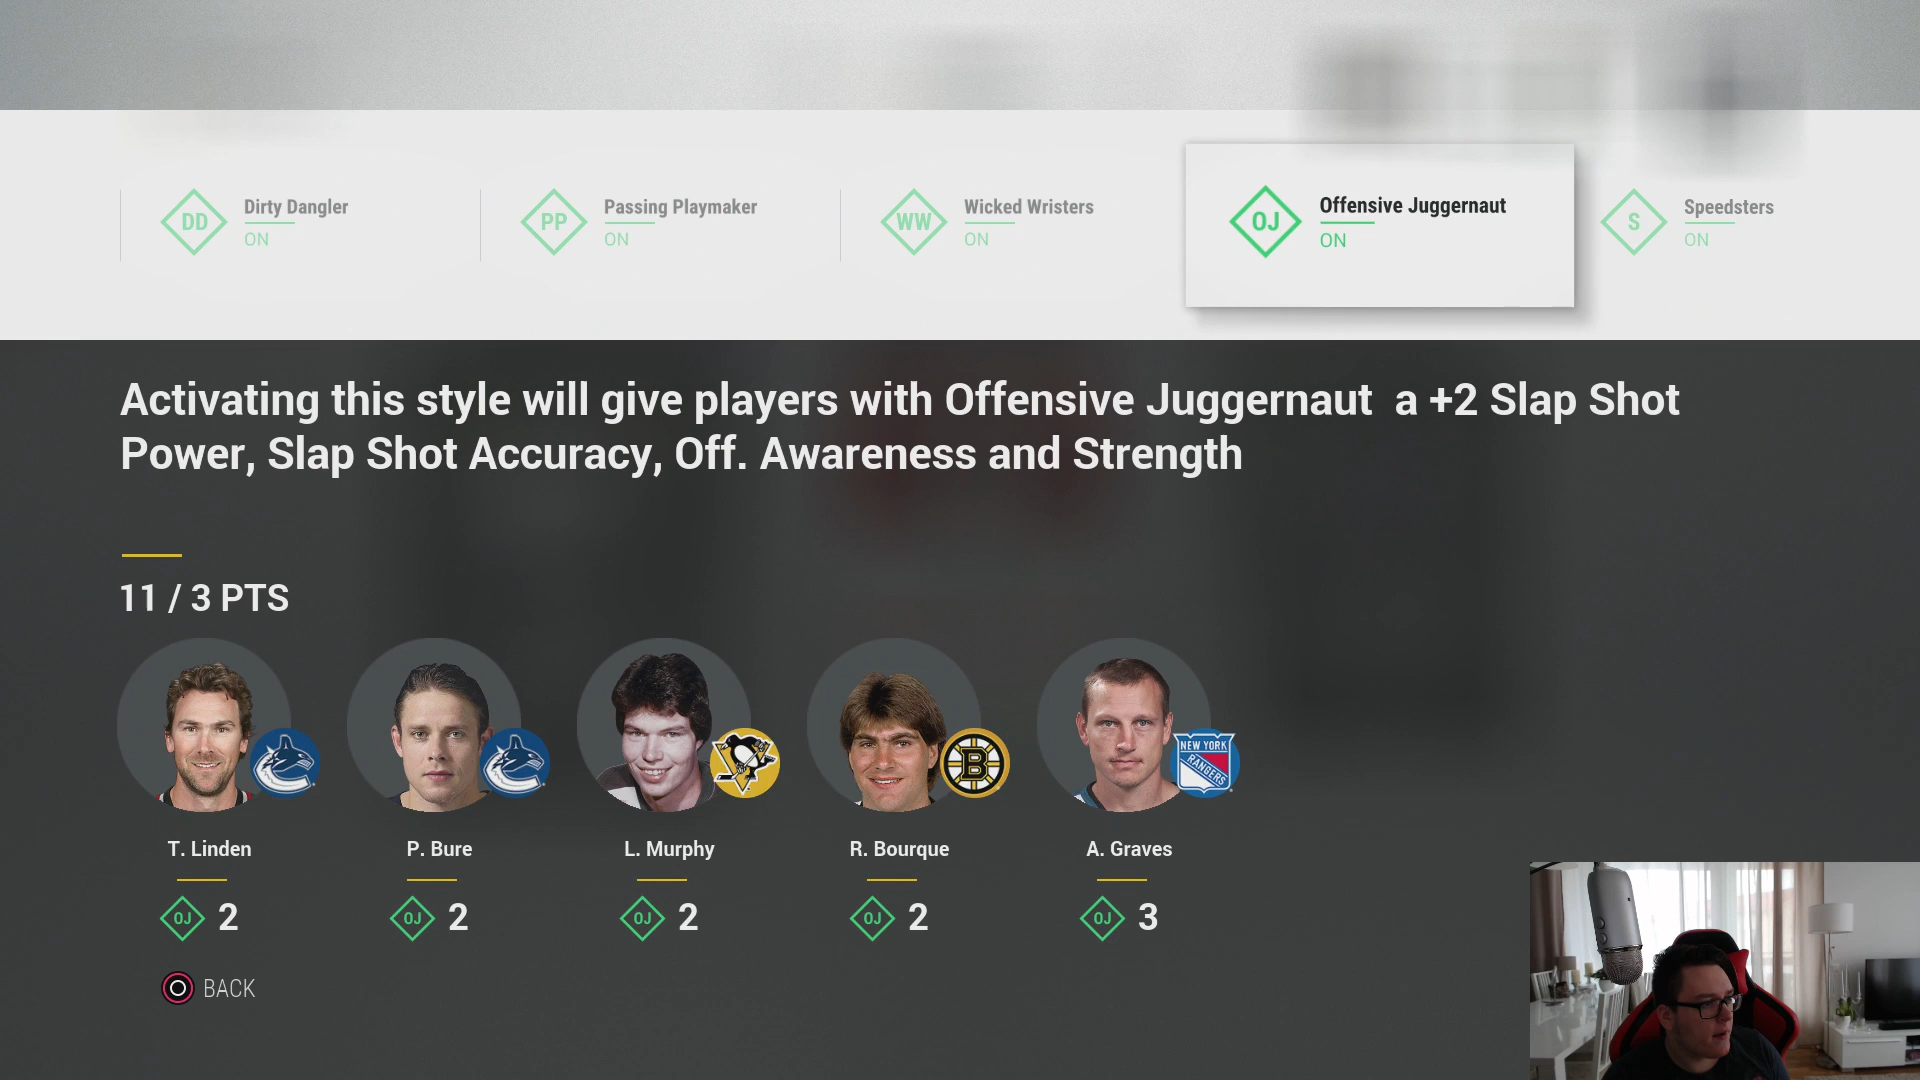 DD Dirty Dangler
ON
PP Passing Playmaker
ON
WW Wicked Wristers
ON
OJ Offensive Juggernaut
ON
S Speedsters
ON
Activating this style will give players with Offensive Juggernaut a +2 Slap Shot
Power, Slap Shot Accuracy, Off. Awareness and Strength
11 / 3 PTS
B
NEW YORK
RANGERS
T. Linden
P. Bure
L. Murphy
R. Bourque
A. Graves
OJ 2
OJ 2
OJ 2
OJ 2
OJ 3
BACK